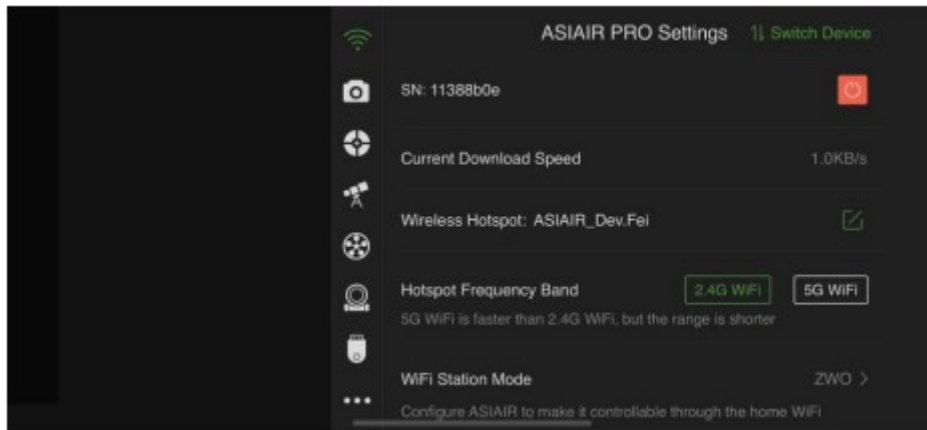 ASIAIR PRO Settings
Switch Device
SN: 11388b0e
Current Download Speed
1.0KB/s
Wireless Hotspot: ASIAIR_Dev.Fei
Hotspot Frequency Band
2.4G WiFi
5G WiFi
5G WiFi is faster than 2.4G WiFi, but the range is shorter
WiFi Station Mode
ZWO >
Configure ASIAIR to make it controllable through the home WiFi